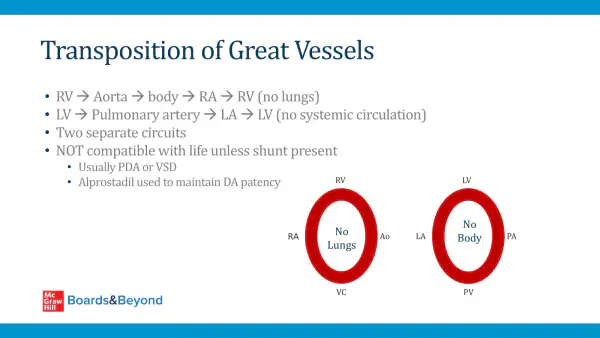 Transposition of Great Vessels
• RV → Aorta → body → RA → RV (no lungs)
• LV → Pulmonary artery → LA → LV (no systemic circulation)
• Two separate circuits
• NOT compatible with life unless shunt present
• Usually PDA or VSD
• Alprostadil used to maintain DA patency
RV
RA
No
Lungs
Ao
VC
LV
LA
No
Body
PA
PV
Mc
Graw
Hill
Boards&Beyond